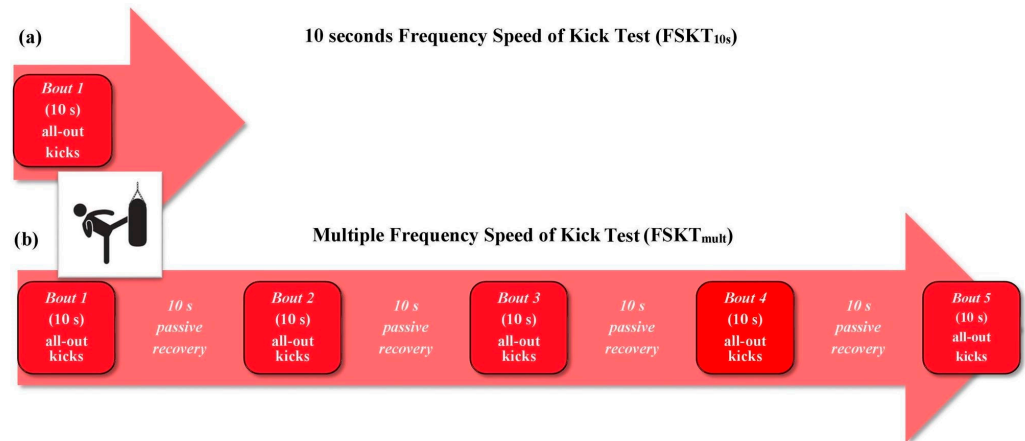 (a)
10 seconds Frequency Speed of Kick Test (FSKT10s)
Bout 1
(10 s)
all-out
kicks
(b)
Multiple Frequency Speed of Kick Test (FSKTmult)
Bout 1
(10 s)
all-out
kicks
10 s
passive
recovery
Bout 2
(10 s)
all-out
kicks
10 s
passive
recovery
Bout 3
(10 s)
all-out
kicks
10 s
passive
recovery
Bout 4
(10 s)
all-out
kicks
10 s
passive
recovery
Bout 5
(10 s)
all-out
kicks